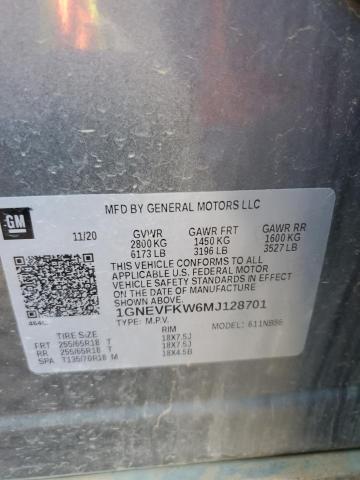 GM
MFD BY GENERAL MOTORS LLC
11/20 GVWR GAWR FRT GAWR RR
2800 KG 1450 KG 1600 KG
6173 LB 3196 LB 3527 LB
THIS VEHICLE CONFORMS TO ALL
APPLICABLE U.S. FEDERAL MOTOR
VEHICLE SAFETY STANDARDS IN EFFECT ON
THE DATE OF MANUFACTURE SHOWN ABOVE.
1GNEVFKW6MJ128701
TYPE: M.P.V. MODEL: 611NB56
TIRE SIZE RIM
FRT 255/65R18 T 18X7.5J
RR 255/65R18 T 18X7.5J
SPA T135/70R18 M 18X4.5B